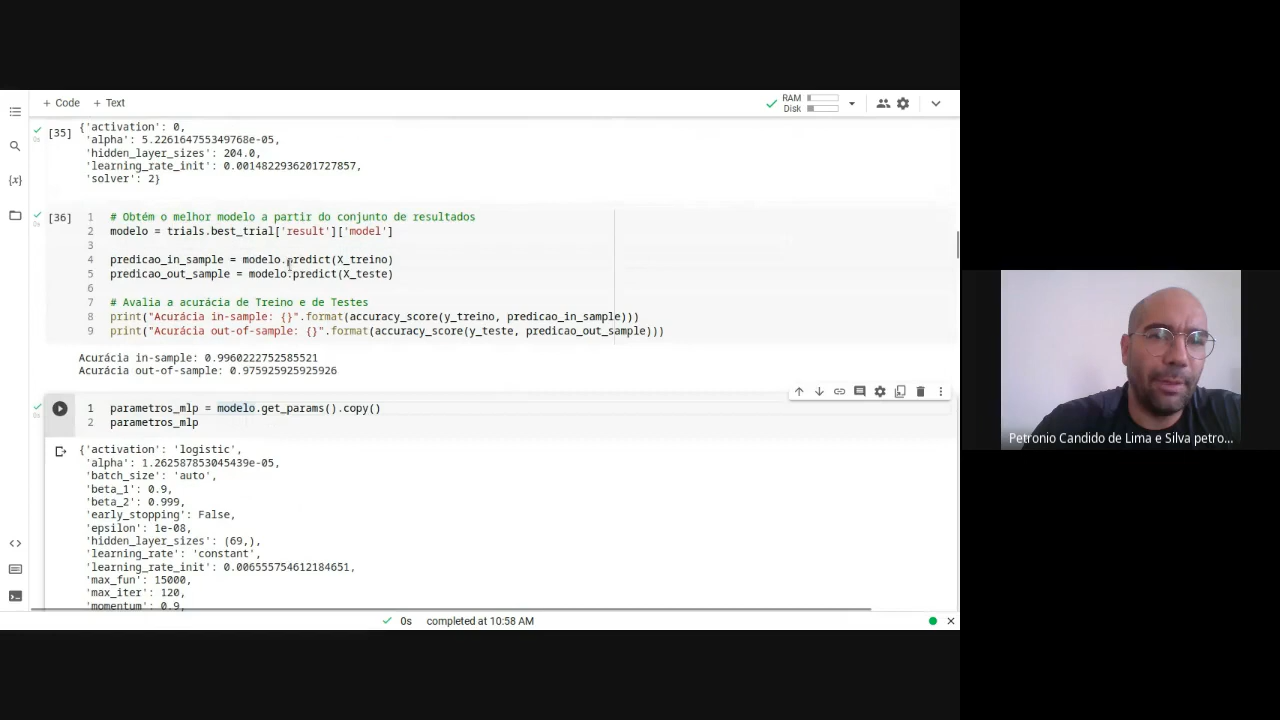 + Code + Text
RAM
Disk
[35]
{'activation': 0,
'alpha': 5.226164755349768e-05,
'hidden_layer_sizes': 204.0,
'learning_rate_init': 0.0014822936201727857,
'solver': 2}
[36]
1 # Obtém o melhor modelo a partir do conjunto de resultados
2 modelo = trials.best_trial['result']['model']
3
4 predicao_in_sample = modelo.predict(X_treino)
5 predicao_out_sample = modelo.predict(X_teste)
6
7 # Avalia a acurácia de Treino e de Testes
8 print("Acurácia in-sample: {}".format(accuracy_score(y_treino, predicao_in_sample)))
9 print("Acurácia out-of-sample: {}".format(accuracy_score(y_teste, predicao_out_sample)))
Acurácia in-sample: 0.9960222752585521
Acurácia out-of-sample: 0.975925925925926
1 parametros_mlp = modelo.get_params().copy()
2 parametros_mlp
{'activation': 'logistic',
'alpha': 1.262587853045439e-05,
'batch_size': 'auto',
'beta_1': 0.9,
'beta_2': 0.999,
'early_stopping': False,
'epsilon': 1e-08,
'hidden_layer_sizes': (69,),
'learning_rate': 'constant',
'learning_rate_init': 0.006555754612184651,
'max_fun': 15000,
'max_iter': 120,
'momentum': 0.9,
0s completed at 10:58 AM
Petronio Candido de Lima e Silva petro...